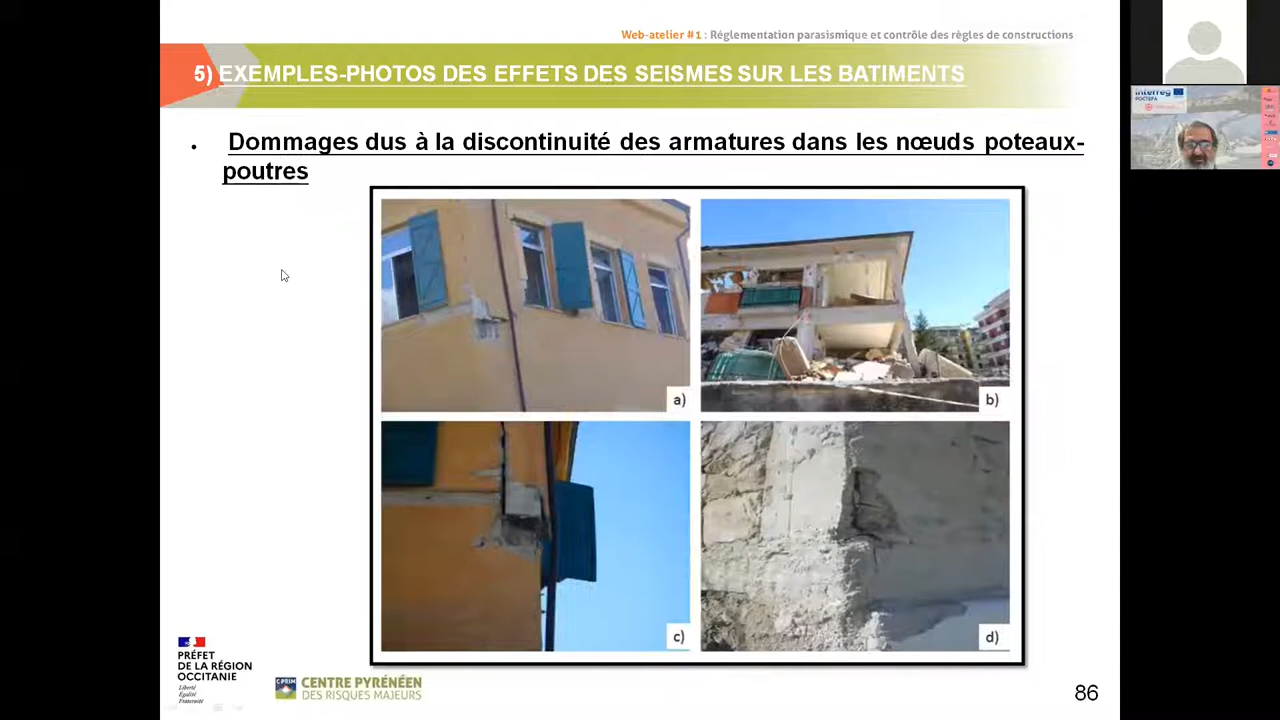 Web-atelier #1 : Réglementation parasismique et contrôle des règles de constructions
5) EXEMPLES-PHOTOS DES EFFETS DES SEISMES SUR LES BATIMENTS
• Dommages dus à la discontinuité des armatures dans les nœuds poteaux-
poutres
a)
b)
c)
d)
PRÉFET
DE LA RÉGION
OCCITANIE
Liberté
Égalité
Fraternité
CPRIM
CENTRE PYRÉNÉEN
DES RISQUES MAJEURS
86
Interreg
POCTEFA